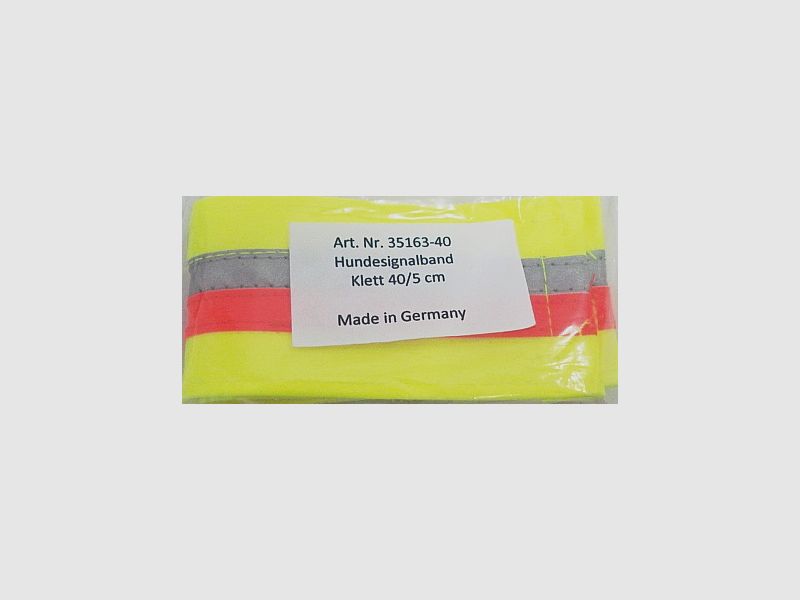 Art. Nr. 35163-40
Hundesignalband
Klett 40/5 cm
Made in Germany